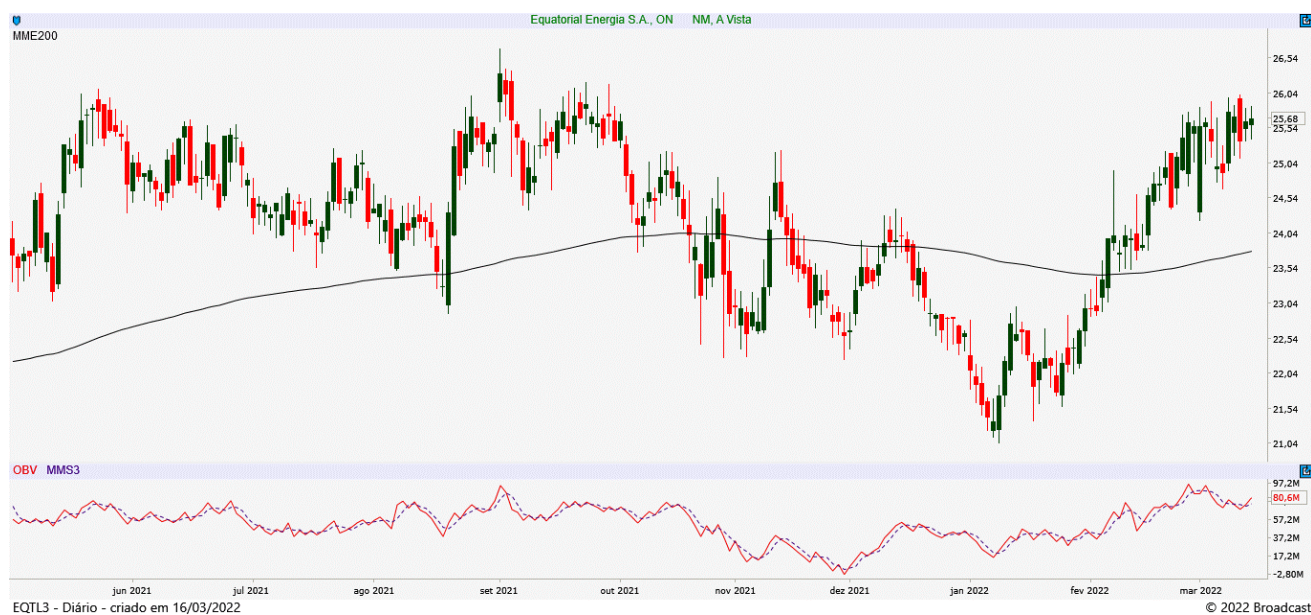 Equatorial Energia S.A., ON NM, A Vista
MME200
26,54
26,04
25,68
25,54
25,04
24,54
24,04
23,54
23,04
22,54
22,04
21,54
21,04
OBV MMS3
97,2M
80,6M
57,2M
37,2M
17,2M
-2,80M
jun 2021 jul 2021 ago 2021 set 2021 out 2021 nov 2021 dez 2021 jan 2022 fev 2022 mar 2022
EQTL3 - Diário - criado em 16/03/2022 © 2022 Broadcast